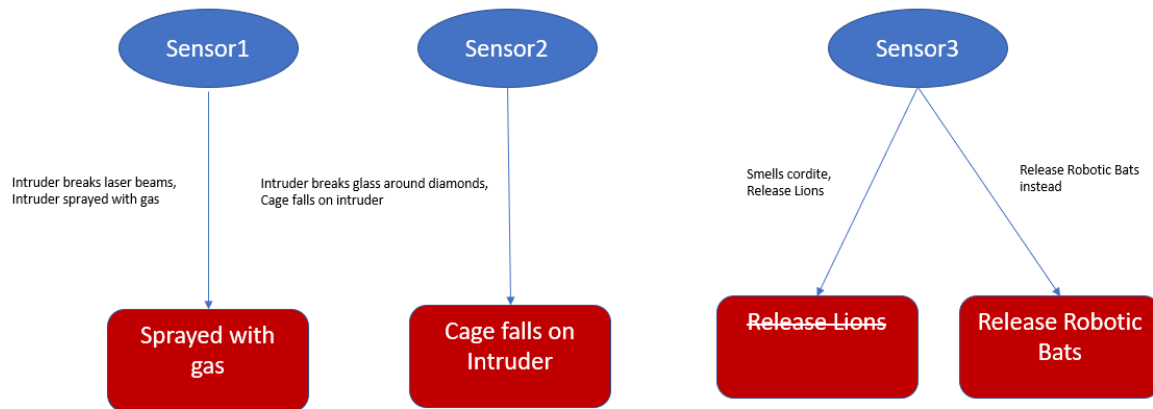 Sensor1
Sensor2
Sensor3
Intruder breaks laser beams,
Intruder sprayed with gas
Intruder breaks glass around diamonds,
Cage falls on intruder
Smells cordite,
Release Lions
Release Robotic Bats
instead
Sprayed with
gas
Cage falls on
Intruder
Release Lions
Release Robotic
Bats